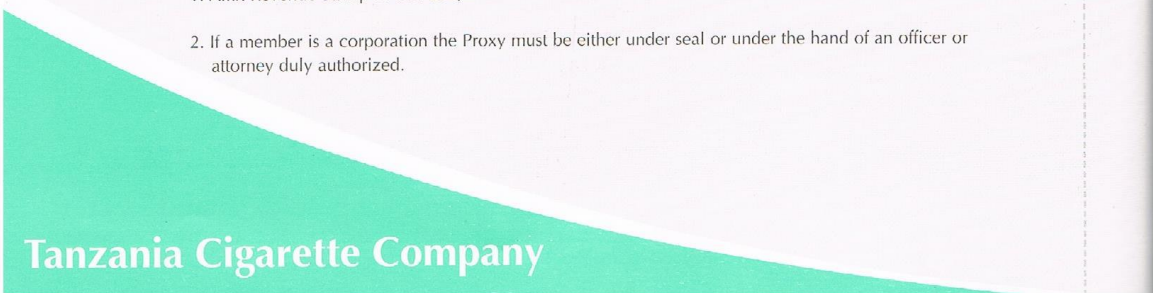 2. If a member is a corporation the Proxy must be either under seal or under the hand of an officer or
attorney duly authorized.
Tanzania Cigarette Company